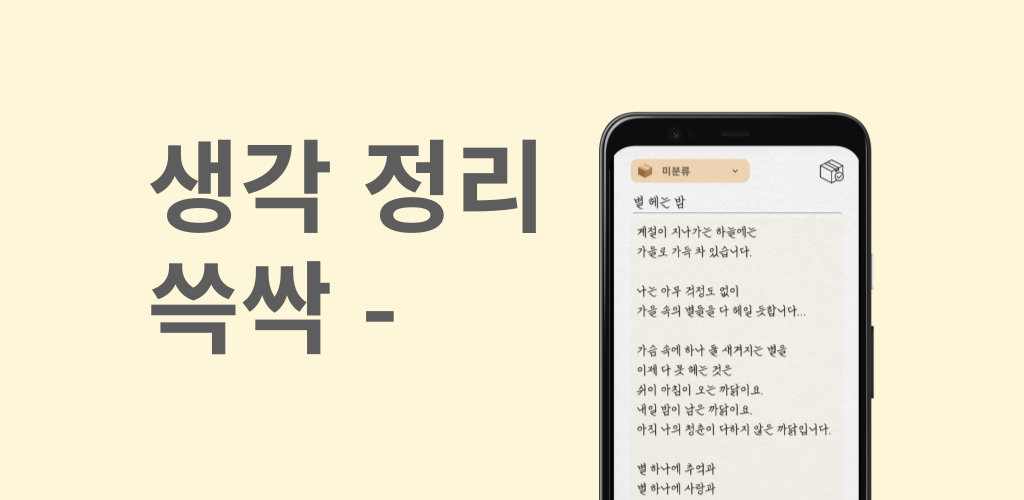 생각 정리
쓱싹 -
미분류
별 헤는 밤
계절이 지나가는 하늘에는
가을로 가득 차 있습니다.
나는 아무 걱정도 없이
가을 속의 별들을 다 헤일 듯합니다...
가슴 속에 하나 둘 새겨지는 별을
이제 다 못 헤는 것은
쉬이 아침이 오는 까닭이요.
내일 밤이 남은 까닭이요.
아직 나의 청춘이 다하지 않은 까닭입니다.
별 하나에 추억과
별 하나에 사랑과